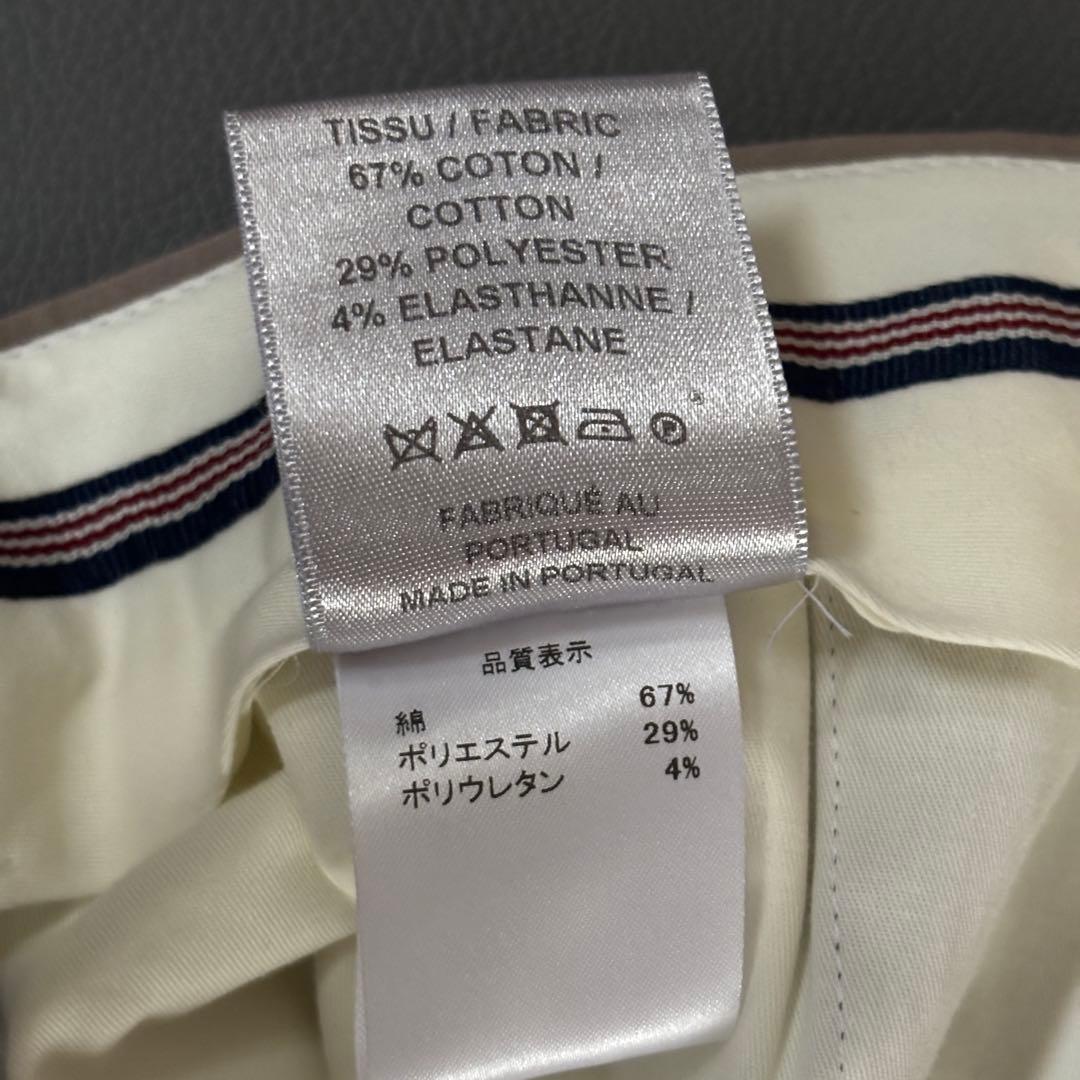 TISSU / FABRIC
67% COTON /
COTTON
29% POLYESTER
4% ELASTHANNE /
ELASTANE
P
FABRIQUÉ AU
PORTUGAL
MADE IN PORTUGAL
品質表示
綿 67%
ポリエステル 29%
ポリウレタン 4%